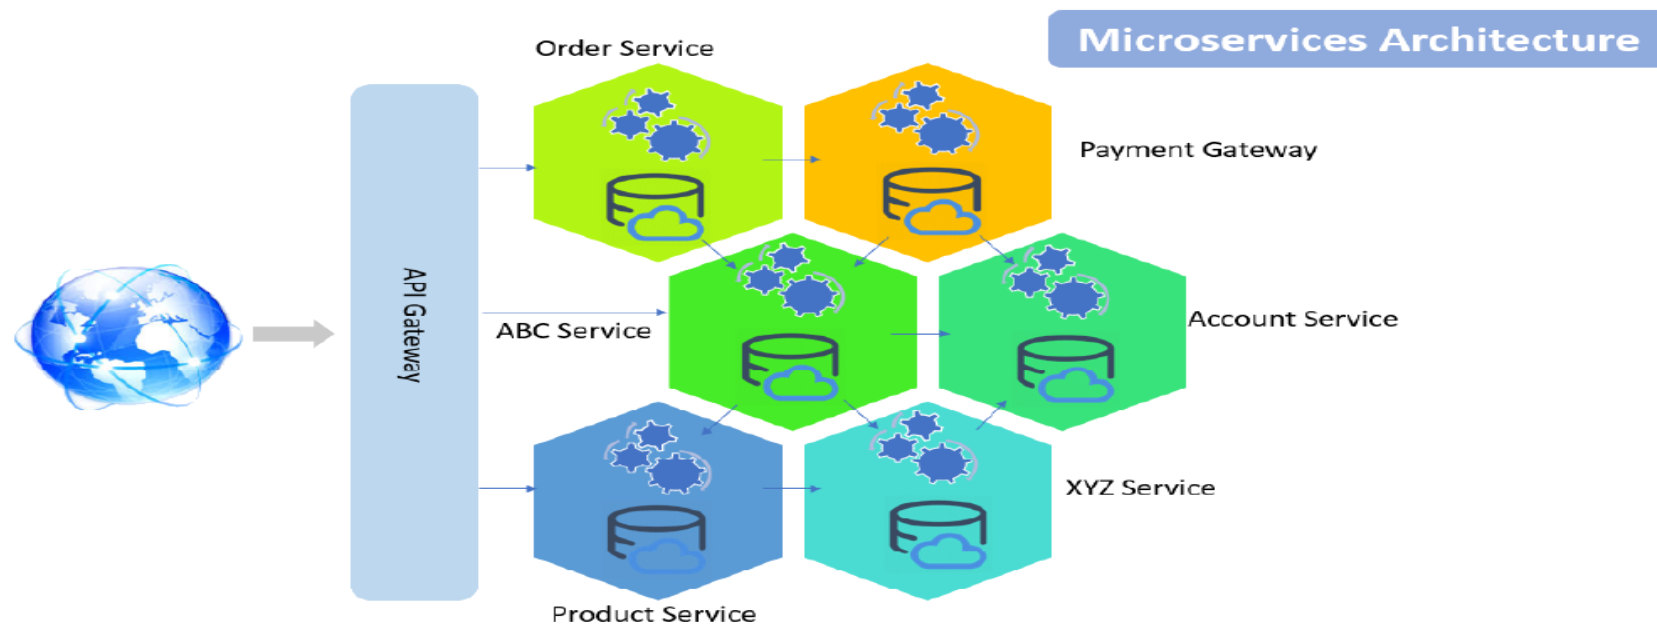 Microservices Architecture
Order Service
Payment Gateway
API Gateway
ABC Service
Account Service
XYZ Service
Product Service